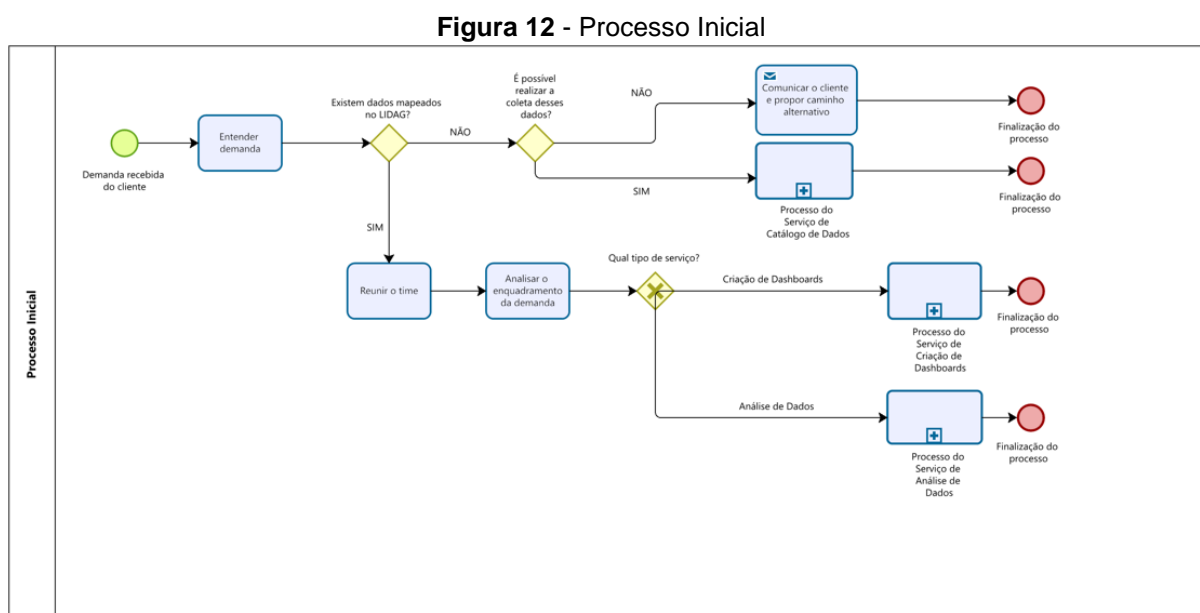 Figura 12 - Processo Inicial
Processo Inicial
Demanda recebida
do cliente
Entender
demanda
Existem dados mapeados
no LIDAG?
NÃO
SIM
É possível
realizar a
coleta desses
dados?
NÃO
SIM
Comunicar o cliente
e propor caminho
alternativo
Finalização do
processo
Processo do
Serviço de
Catálogo de Dados
Finalização do
processo
Reunir o time
Analisar o
enquadramento
da demanda
Qual tipo de serviço?
Criação de Dashboards
Processo do
Serviço de
Criação de
Dashboards
Finalização do
processo
Análise de Dados
Processo do
Serviço de
Análise de
Dados
Finalização do
processo